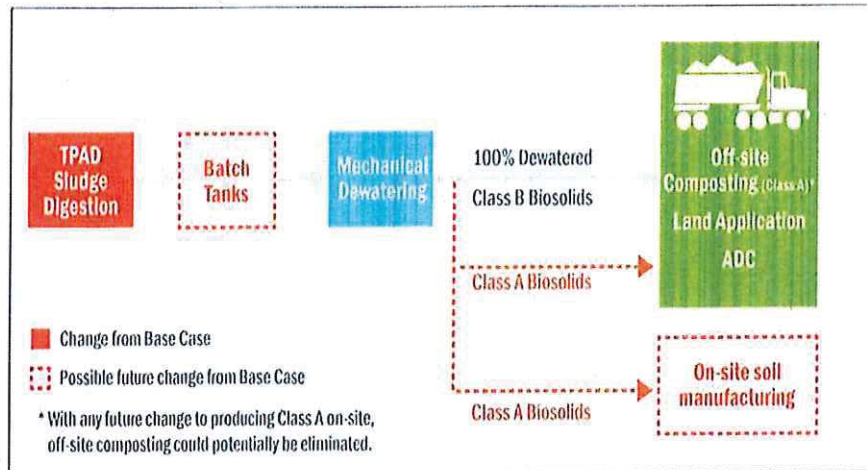 TPAD
Sludge
Digestion
Batch
Tanks
Mechanical
Dewatering
100% Dewatered
Class B Biosolids
Class A Biosolids
Class A Biosolids
Off-site
Composting (Class A)*
Land Application
ADC
On-site soil
manufacturing
Change from Base Case
Possible future change from Base Case
* With any future change to producing Class A on-site,
off-site composting could potentially be eliminated.